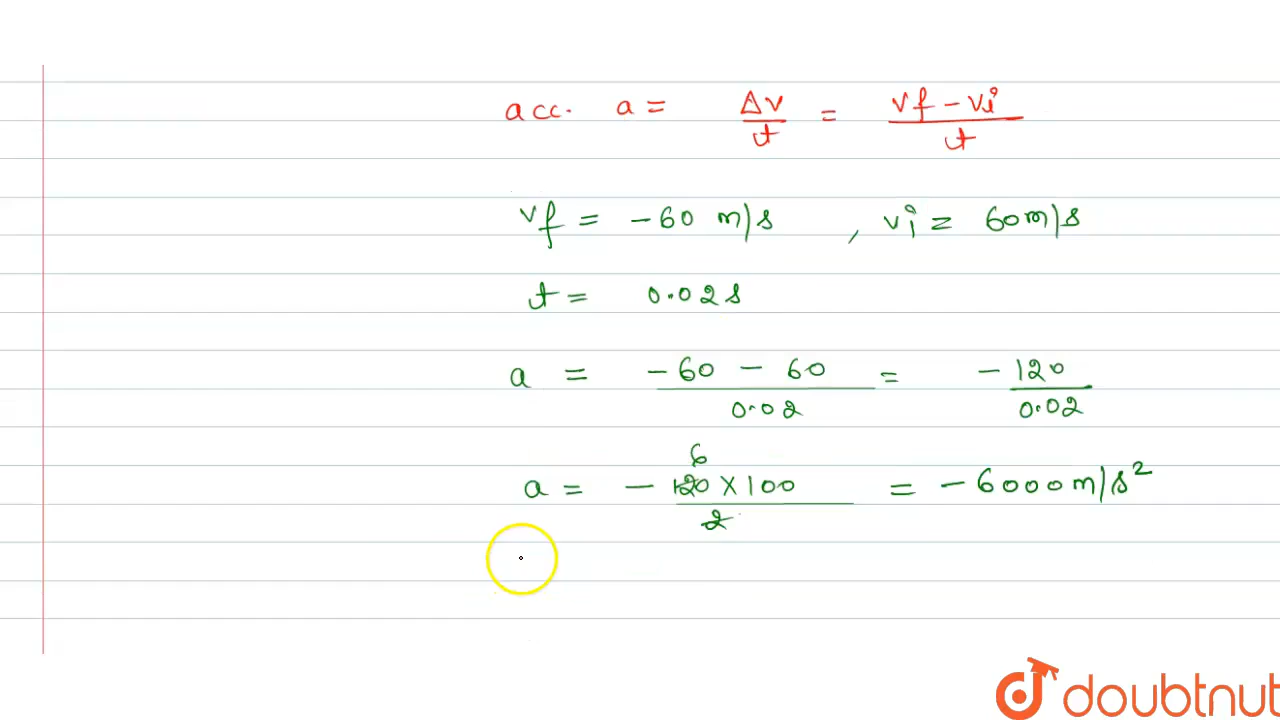 acc. a = Δv/t = (vf - vi)/t
vf = -60 m/s , vi = 60 m/s
t = 0.02 s
a = (-60 - 60)/0.02 = -120/0.02
6
a = -120 × 100/2 = -6000 m/s²
doubtnut